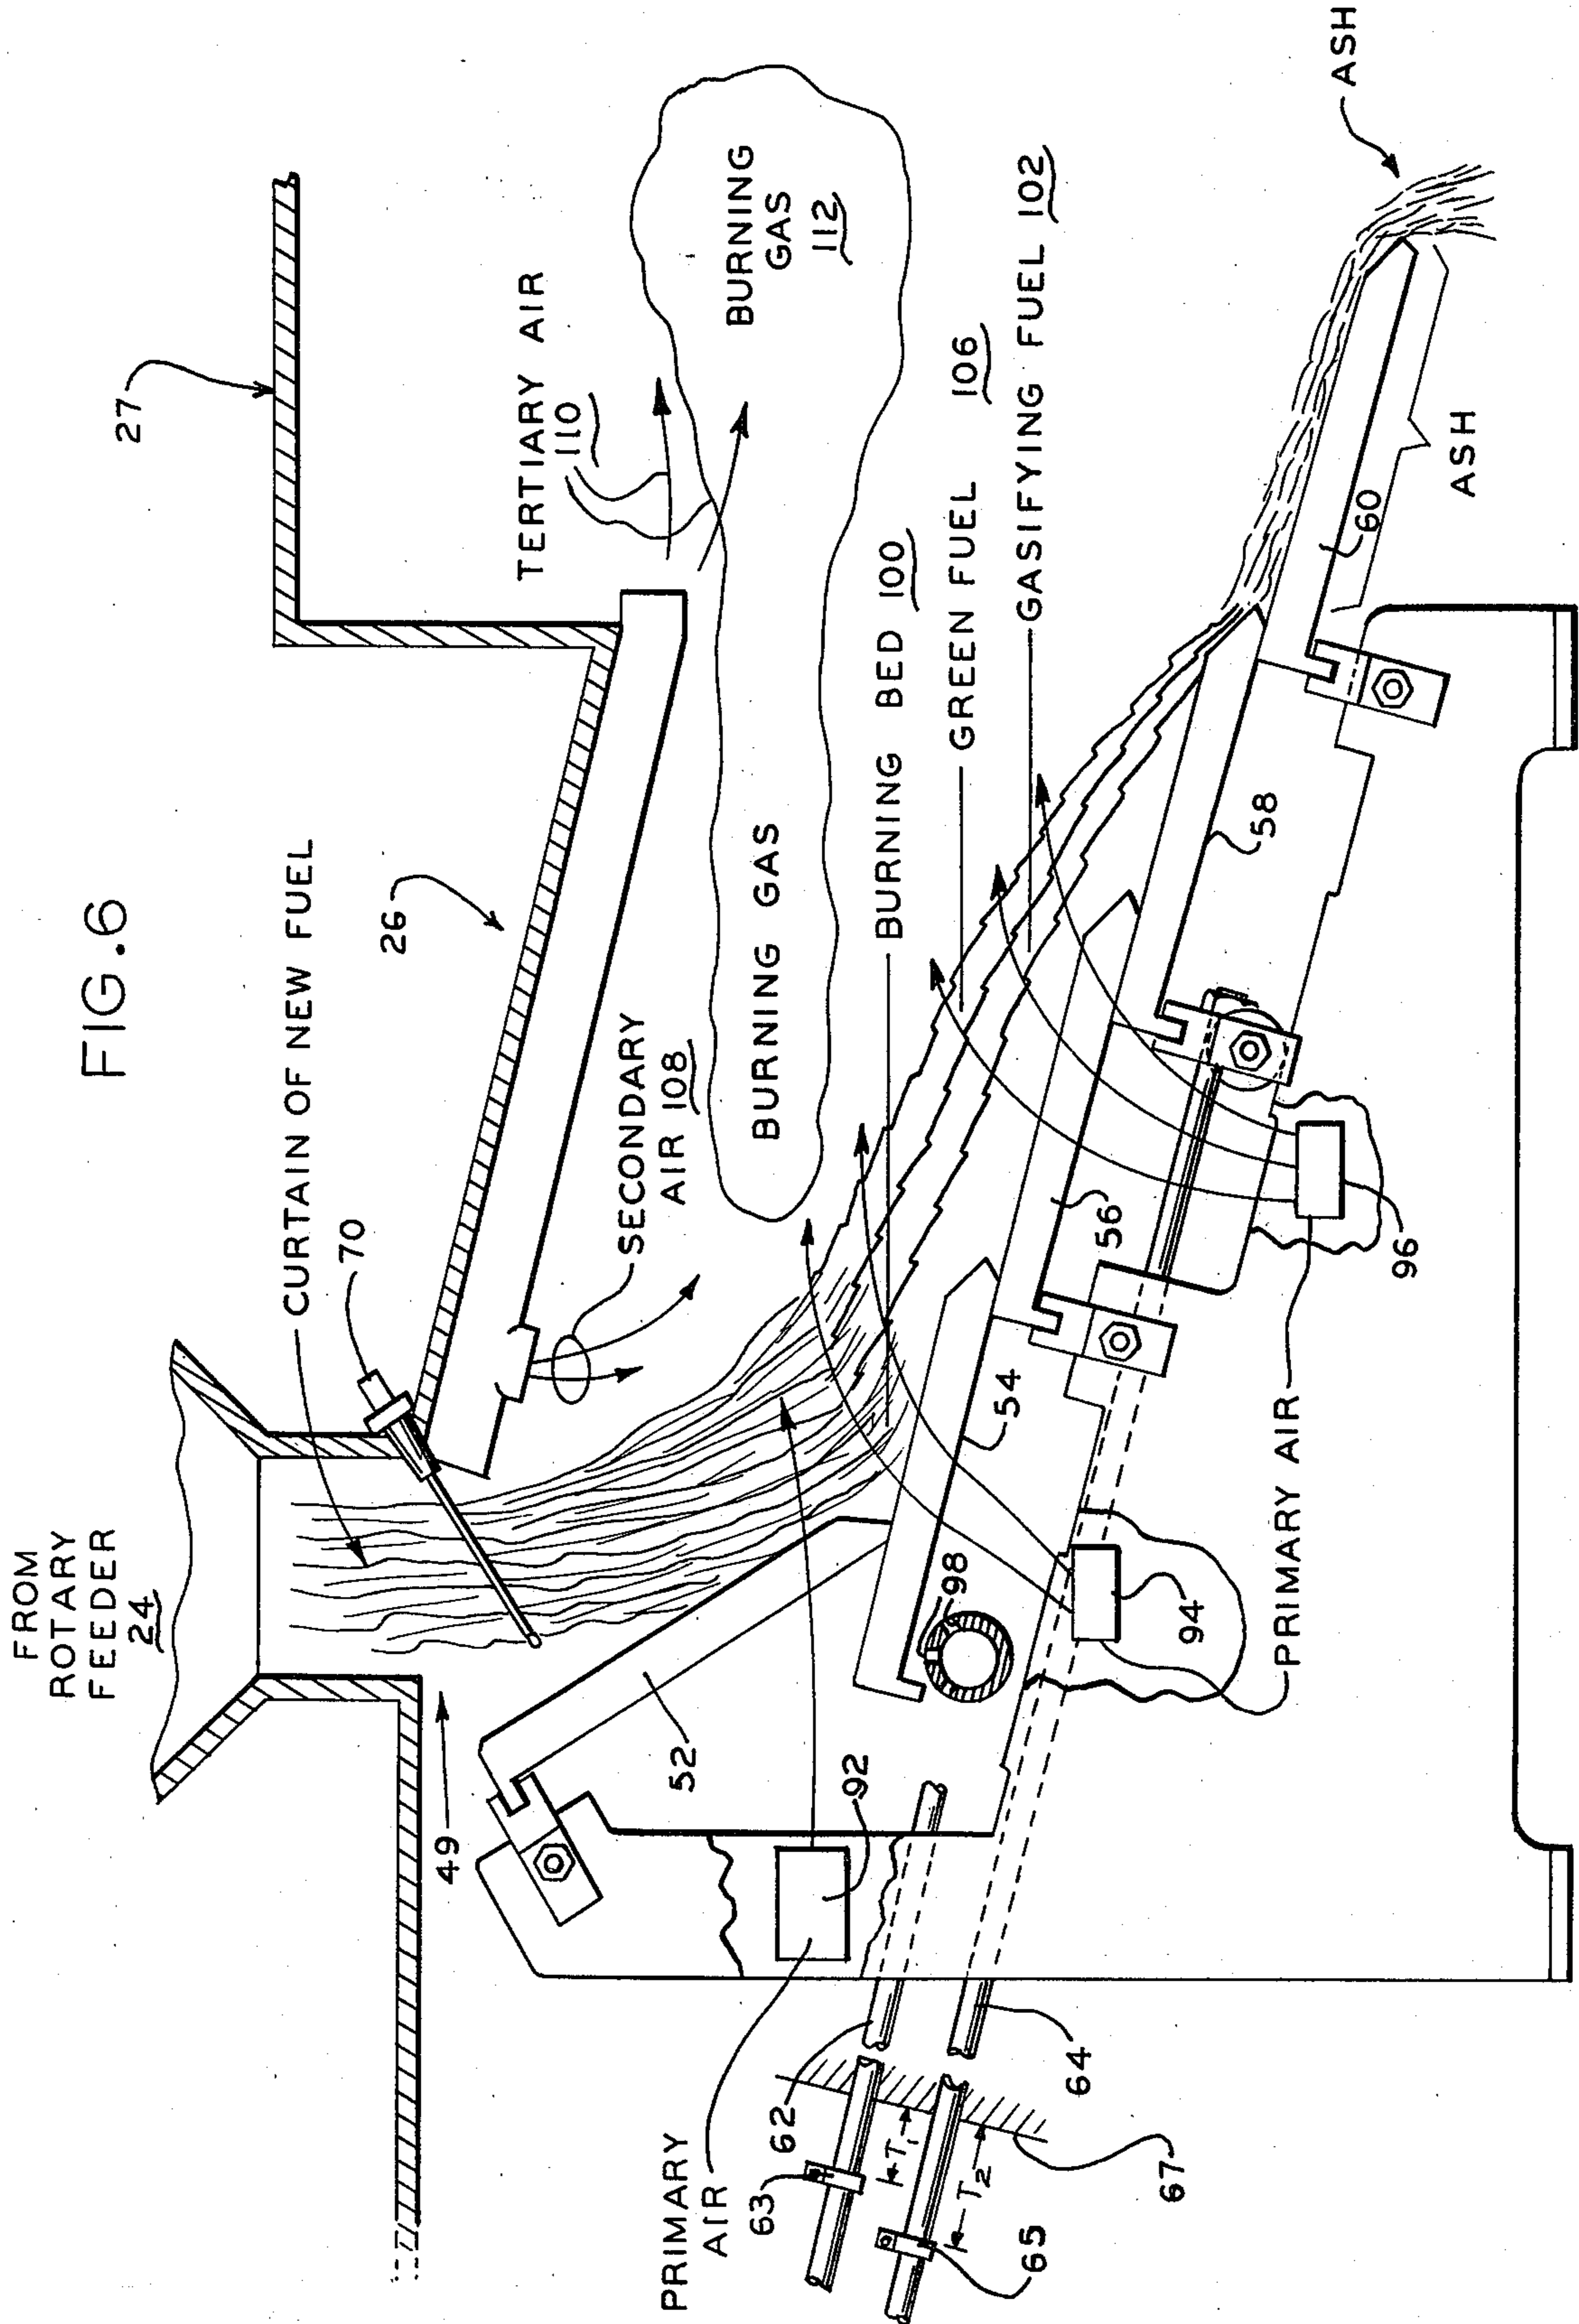 FIG.6
FROM
ROTARY
FEEDER
24
CURTAIN OF NEW FUEL
70
26
27
49
SECONDARY
AIR 108
TERTIARY AIR
110
BURNING GAS
BURNING
GAS
112
BURNING BED 100
GREEN FUEL 106
GASIFYING FUEL 102
ASH
ASH
52
54
56
58
60
92
98
94
96
PRIMARY AIR
PRIMARY
AIR
62
63
64
65
67
T1
T2